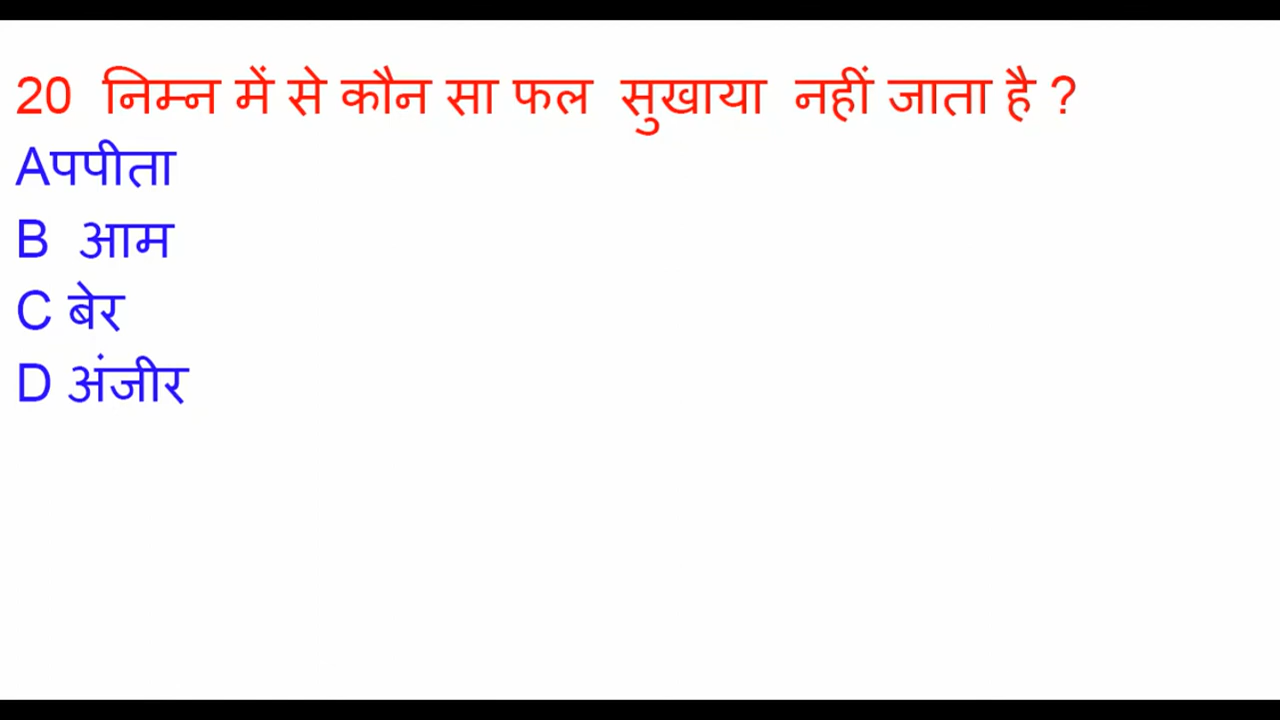 20 निम्न में से कौन सा फल सुखाया नहीं जाता है ?
Aपपीता
B आम
C बेर
D अंजीर